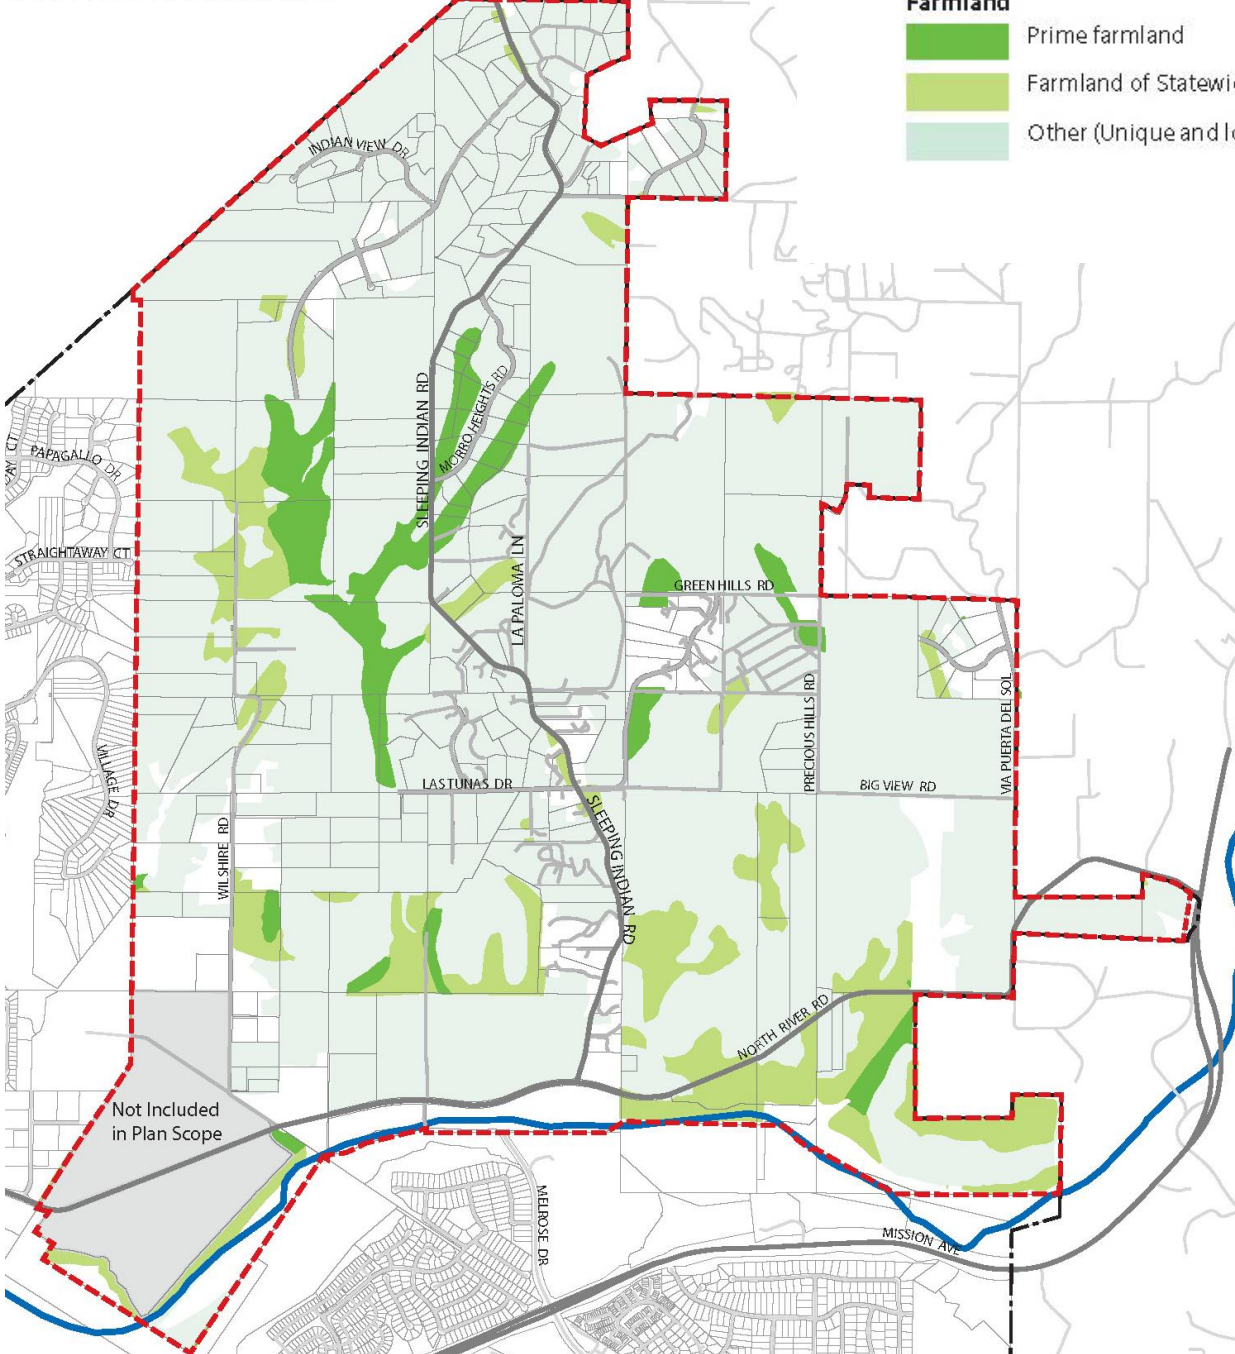 Farmland
Prime farmland
Farmland of Statewi
Other (Unique and lo
INDIAN VIEW DR
SLEEPING INDIAN RD
MORRO HEIGHTS RD
PAPAGALLO DR
STRAIGHTAWAY CT
LA PALOMA LN
GREEN HILLS RD
PRECIOUS HILLS RD
VIA PUERTA DEL SOL
VILLAGE DR
LAS TUNAS DR
BIG VIEW RD
WILSHIRE RD
SLEEPING INDIAN RD
NORTH RIVER RD
Not Included
in Plan Scope
MELROSE DR
MISSION AVE